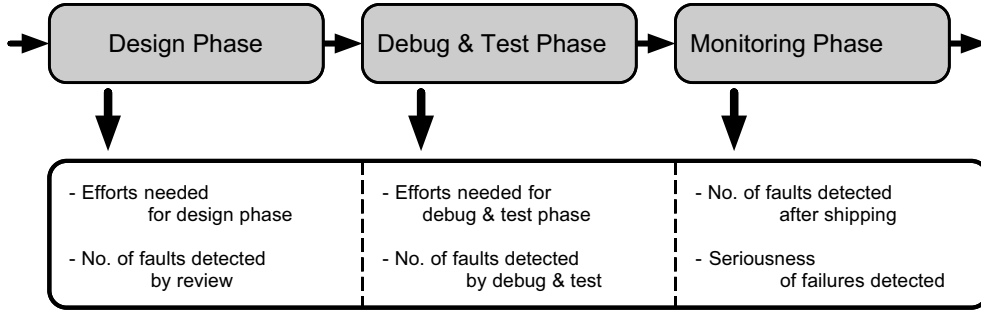 Design Phase
Debug & Test Phase
Monitoring Phase
- Efforts needed
for design phase
- No. of faults detected
by review
- Efforts needed for
debug & test phase
- No. of faults detected
by debug & test
- No. of faults detected
after shipping
- Seriousness
of failures detected